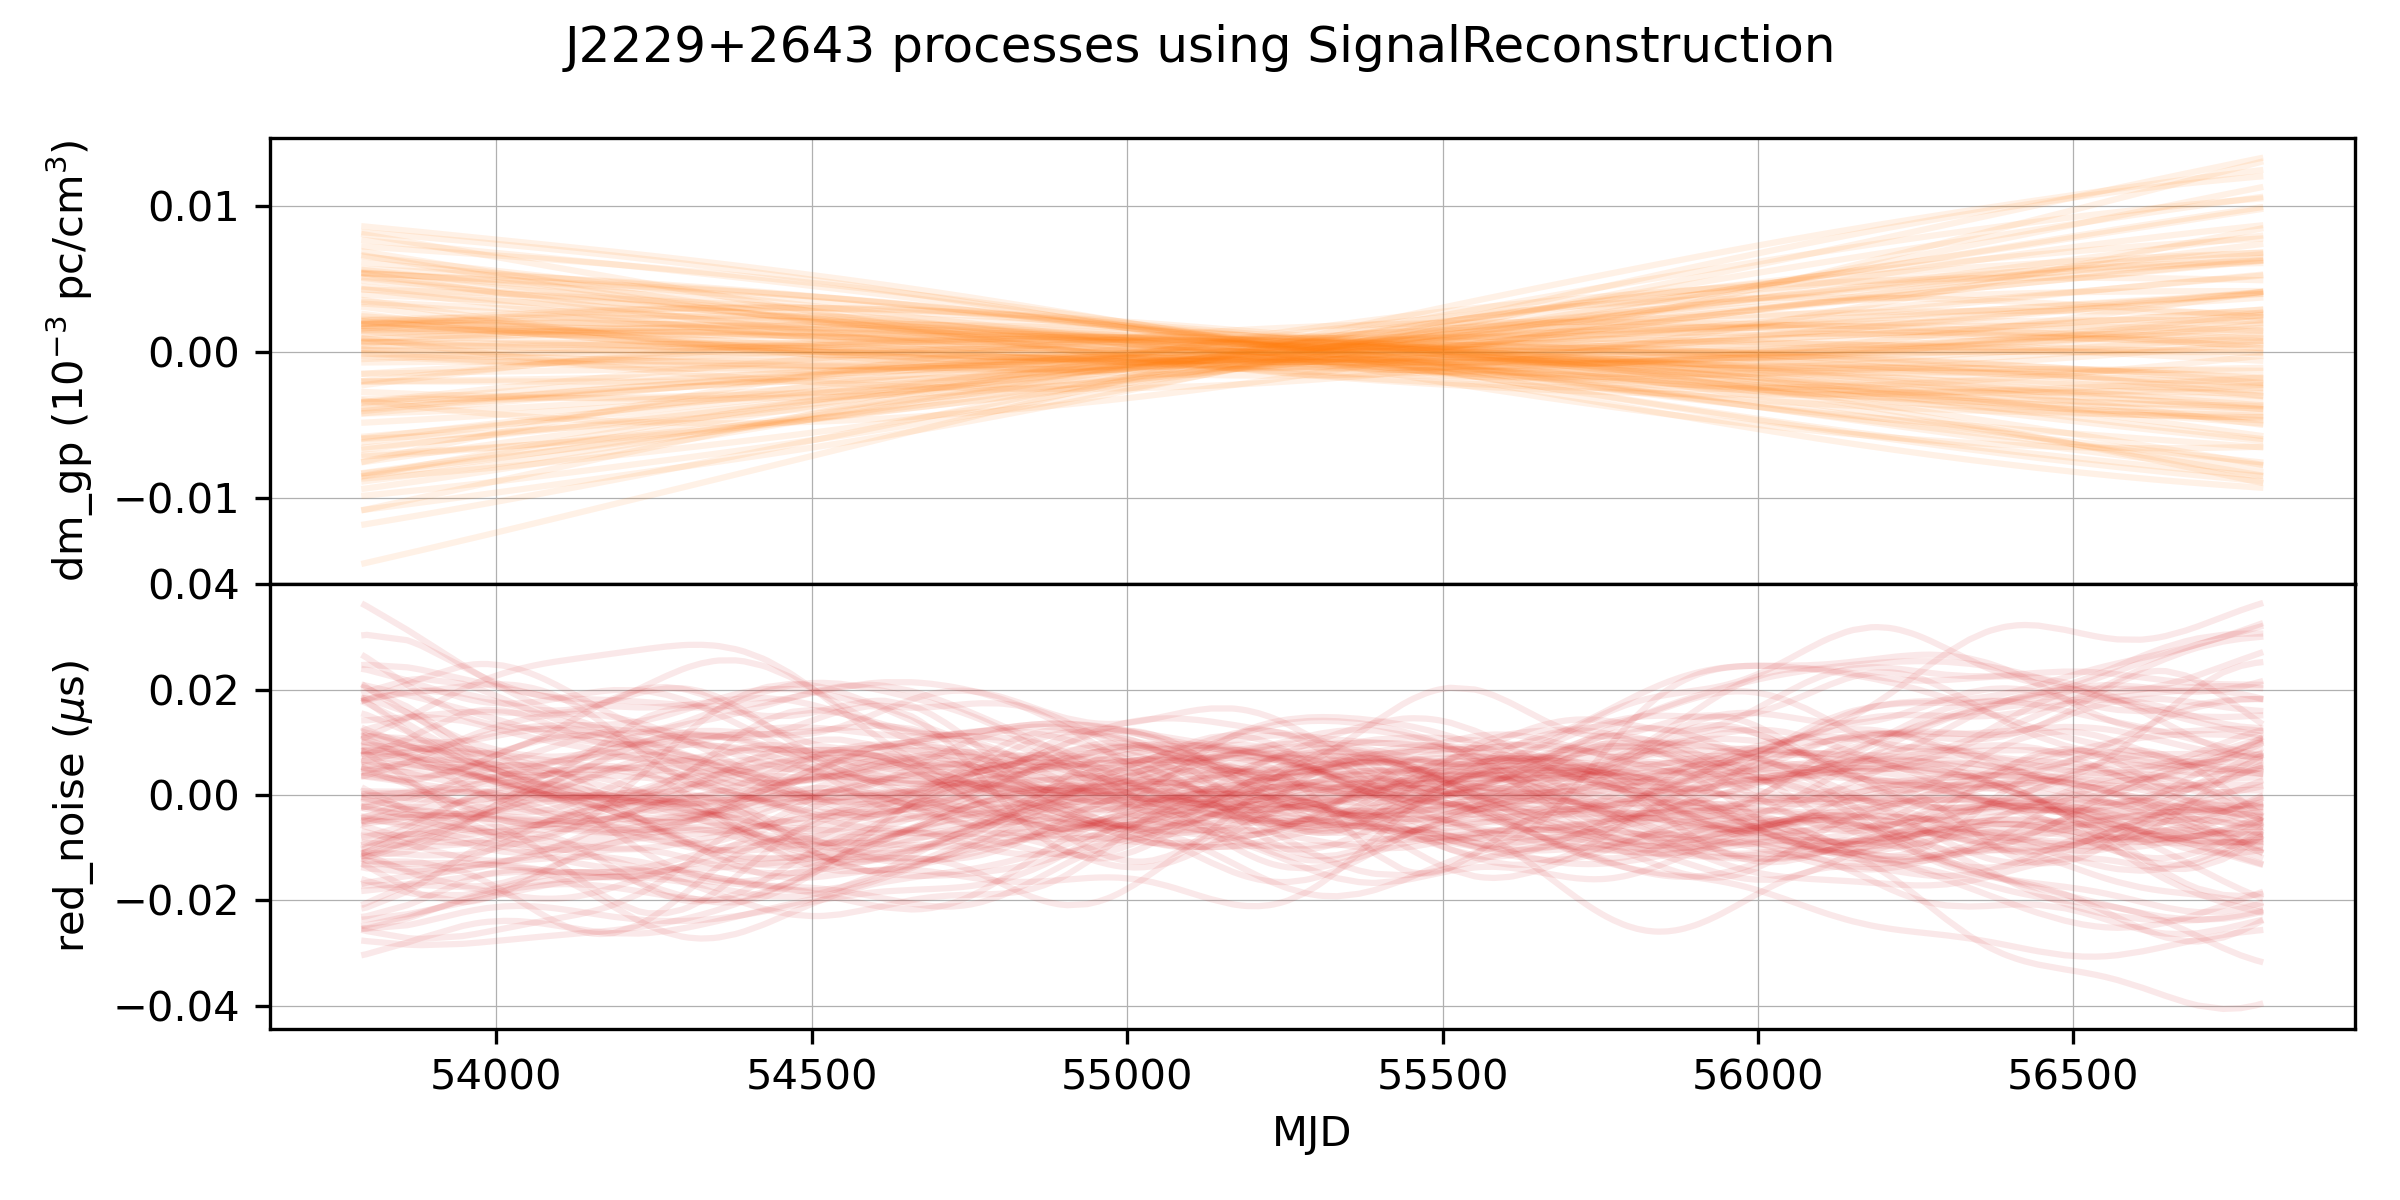 J2229+2643 processes using SignalReconstruction
dm_gp (10⁻³ pc/cm³)
0.01
0.00
−0.01
red_noise (μs)
0.04
0.02
0.00
−0.02
−0.04
54000 54500 55000 55500 56000 56500
MJD